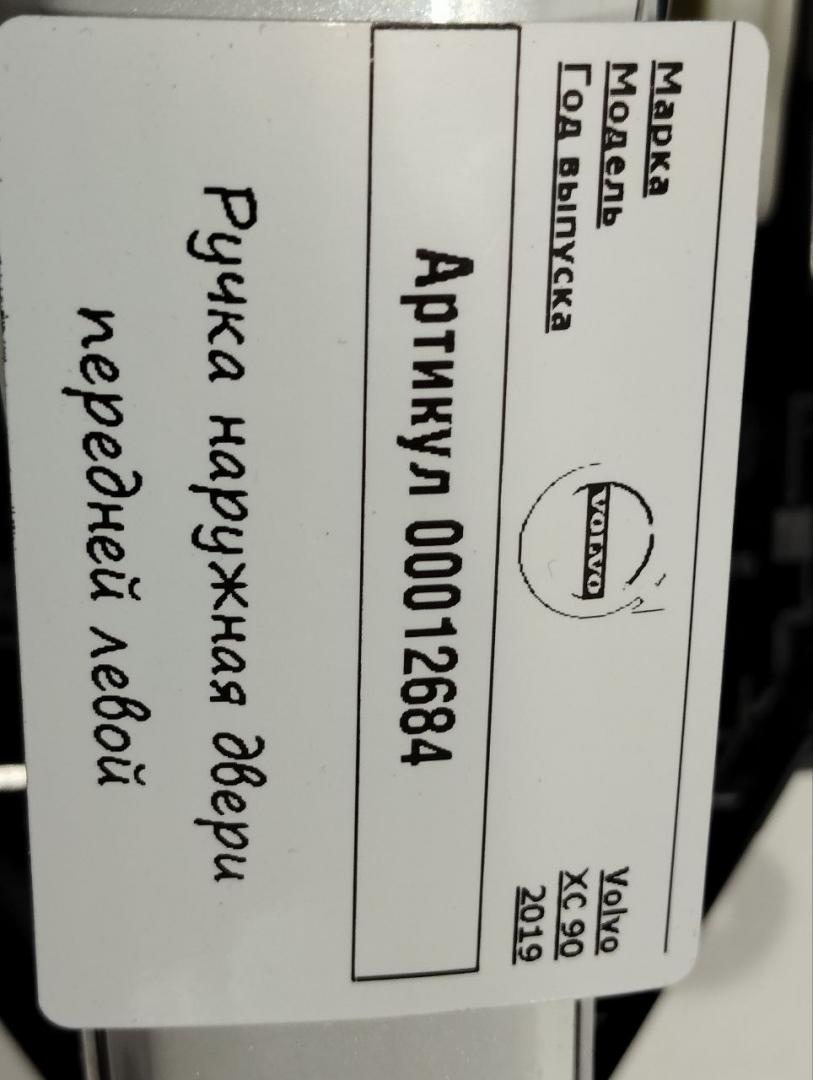 Марка Volvo
Модель XC 90
Год выпуска 2019
VOLVO
Артикул 00012684
Ручка наружная двери
передней левой